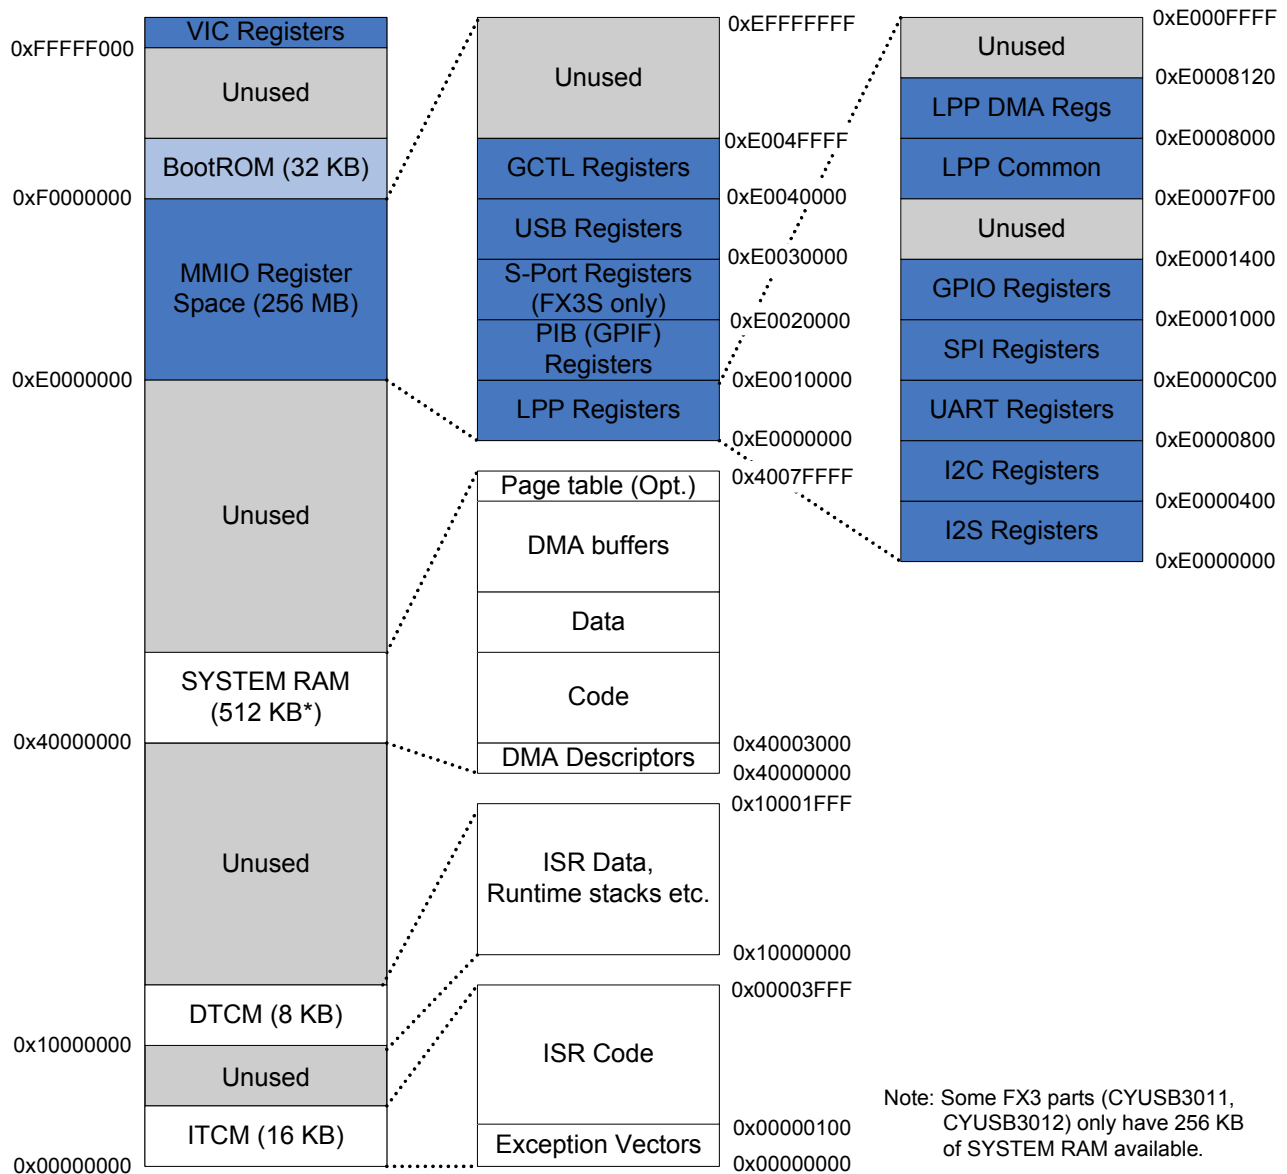 VIC Registers
0xFFFFF000
Unused
BootROM (32 KB)
0xF0000000
MMIO Register
Space (256 MB)
0xE0000000
Unused
SYSTEM RAM
(512 KB*)
0x40000000
Unused
DTCM (8 KB)
0x10000000
Unused
ITCM (16 KB)
0x00000000
0xEFFFFFFF
Unused
0xE004FFFF
GCTL Registers
0xE0040000
USB Registers
0xE0030000
S-Port Registers
(FX3S only)
0xE0020000
PIB (GPIF)
Registers
0xE0010000
LPP Registers
0xE0000000
0x4007FFFF
Page table (Opt.)
DMA buffers
Data
Code
0x40003000
DMA Descriptors
0x40000000
0x10001FFF
ISR Data,
Runtime stacks etc.
0x10000000
0x00003FFF
ISR Code
0x00000100
Exception Vectors
0x00000000
0xE000FFFF
Unused
0xE0008120
LPP DMA Regs
0xE0008000
LPP Common
0xE0007F00
Unused
0xE0001400
GPIO Registers
0xE0001000
SPI Registers
0xE0000C00
UART Registers
0xE0000800
I2C Registers
0xE0000400
I2S Registers
0xE0000000
Note: Some FX3 parts (CYUSB3011,
CYUSB3012) only have 256 KB
of SYSTEM RAM available.